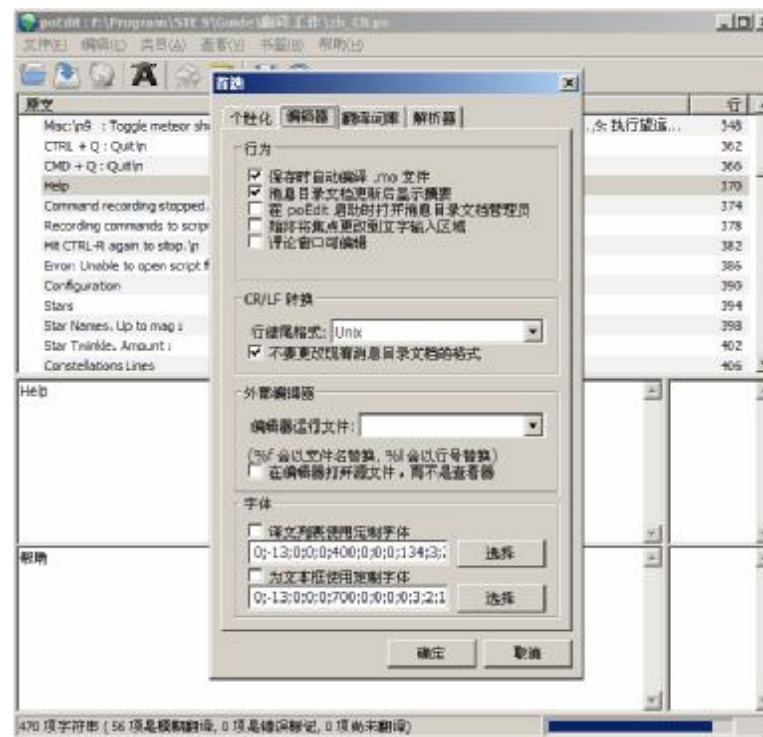 poEdit : F:\Program\STE 9\Guide\翻译工作\zh_CN.po
文件(F) 编辑(E) 类目(A) 查看(V) 书签(B) 帮助(H)
原文
行
Misc:\n9 : Toggle meteor sh
执行望远...
348
CTRL + Q : Quit\n
362
CMD + Q : Quit\n
366
Help
370
Command recording stopped.
374
Recording commands to scrip
378
Hit CTRL-R again to stop.\n
382
Error: Unable to open script f
386
Configuration
390
Stars
394
Star Names. Up to mag :
398
Star Twinkle. Amount :
402
Constellations Lines
406
Help
帮助
首选
个性化 编辑器 翻译词库 解析器
行为
保存时自动编译 .mo 文件
消息目录文档更新后显示摘要
在 poEdit 启动时打开消息目录文档管理员
始终将焦点更改到文字输入区域
评论窗口可编辑
CR/LF 转换
行结尾格式: Unix
不要更改现有消息目录文档的格式
外部编辑器
编辑器运行文件:
(%f 会以文件名替换, %l 会以行号替换)
在编辑器打开源文件，而不是查看器
字体
译文列表使用定制字体
0;-13;0;0;0;400;0;0;0;134;3;
选择
为文本框使用定制字体
0;-13;0;0;0;700;0;0;0;0;3;2;1
选择
确定 取消
470 项字符串 ( 56 项是模糊翻译, 0 项是错误标记, 0 项尚未翻译)